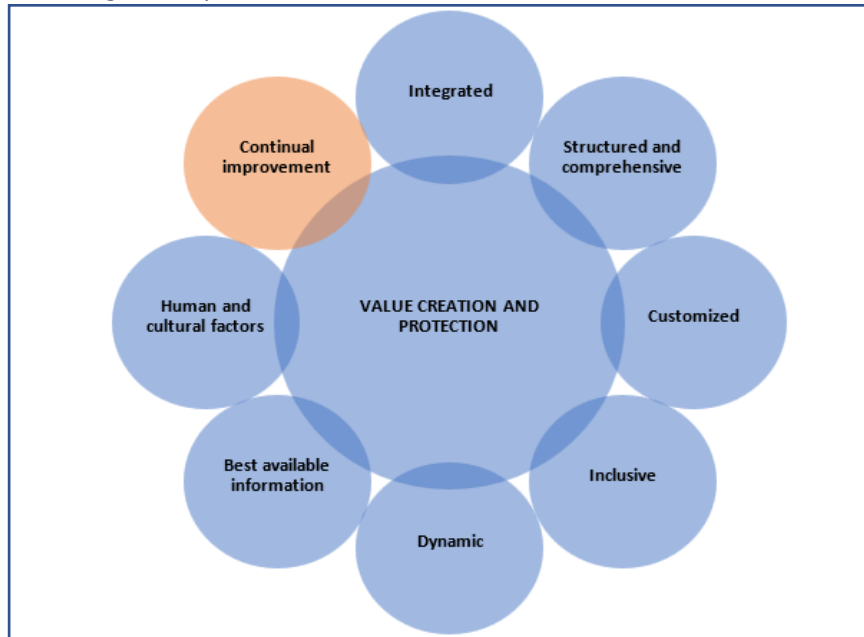 Integrated
Structured and
comprehensive
Customized
Inclusive
Dynamic
Best available
information
Human and
cultural factors
Continual
improvement
VALUE CREATION AND
PROTECTION